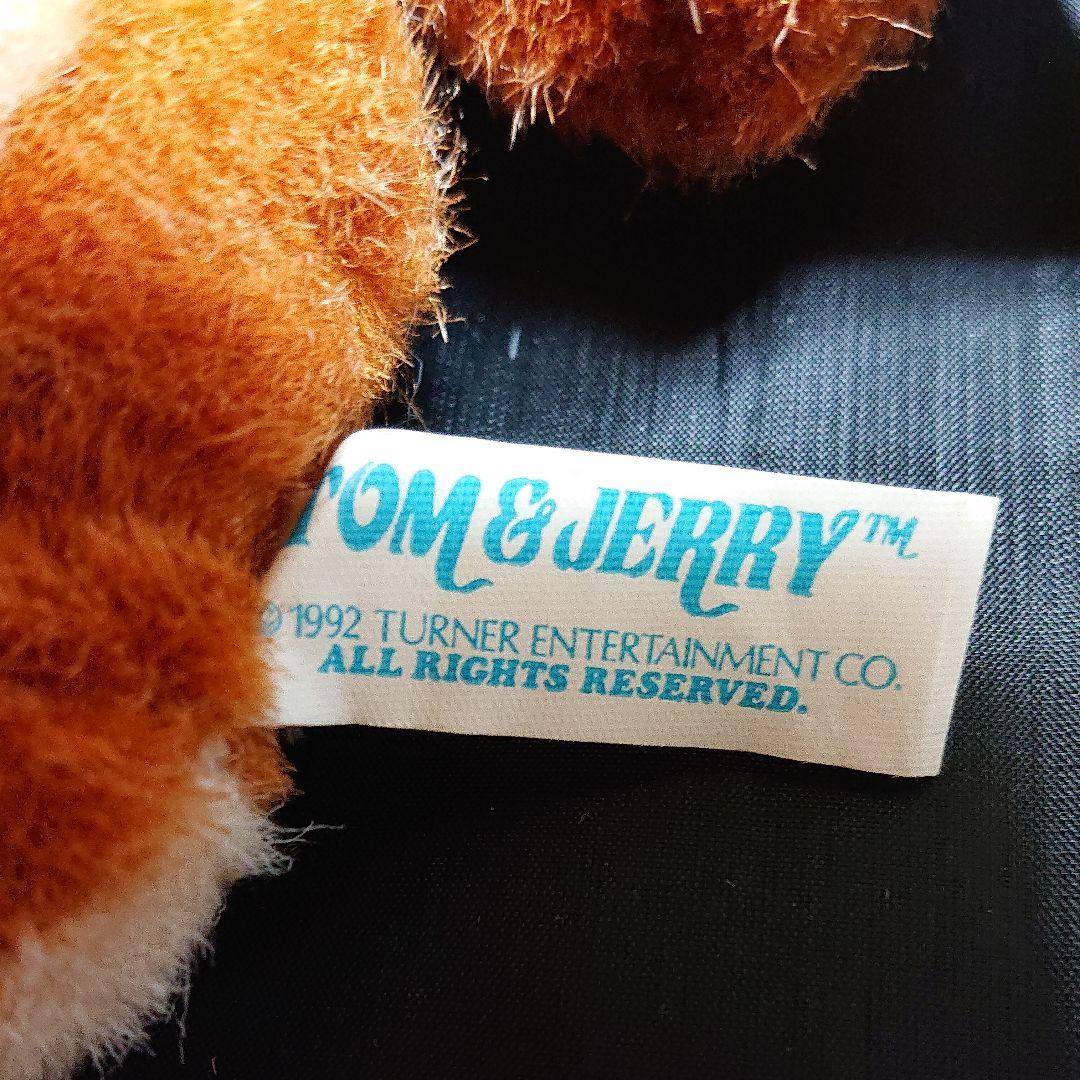 TOM & JERRY™
© 1992 TURNER ENTERTAINMENT CO.
ALL RIGHTS RESERVED.